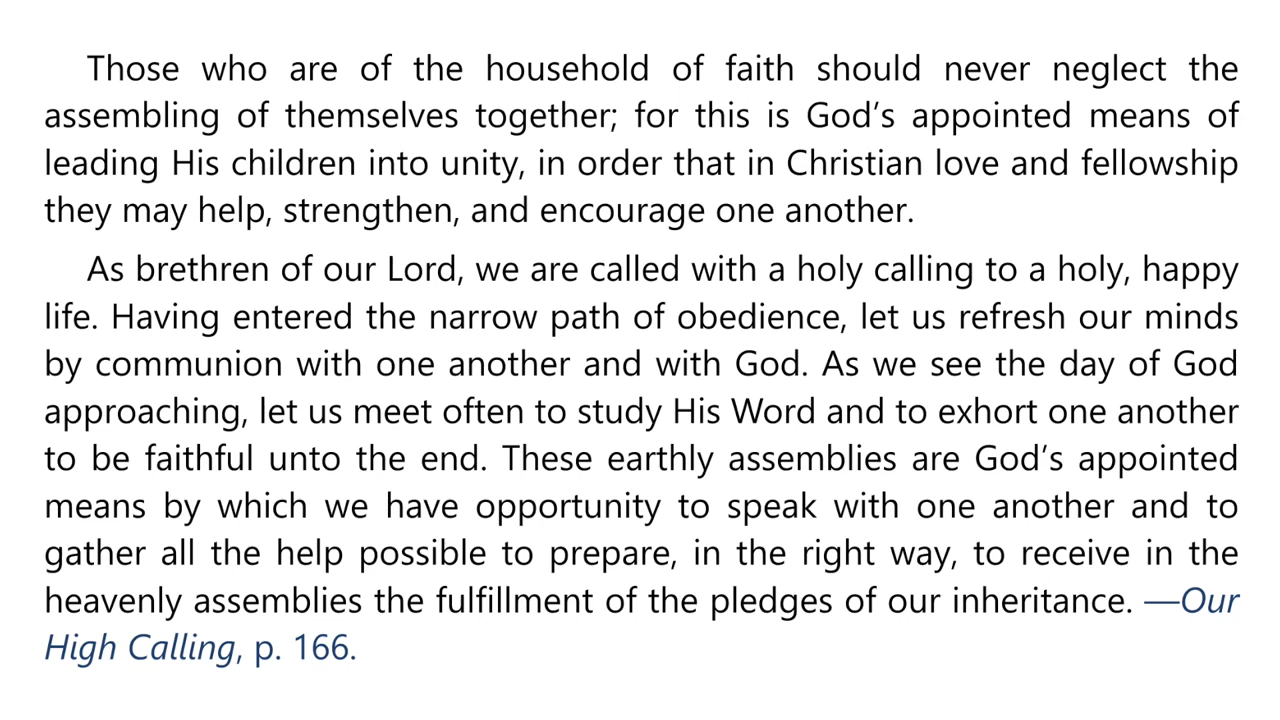 Those who are of the household of faith should never neglect the
assembling of themselves together; for this is God’s appointed means of
leading His children into unity, in order that in Christian love and fellowship
they may help, strengthen, and encourage one another.
As brethren of our Lord, we are called with a holy calling to a holy, happy
life. Having entered the narrow path of obedience, let us refresh our minds
by communion with one another and with God. As we see the day of God
approaching, let us meet often to study His Word and to exhort one another
to be faithful unto the end. These earthly assemblies are God’s appointed
means by which we have opportunity to speak with one another and to
gather all the help possible to prepare, in the right way, to receive in the
heavenly assemblies the fulfillment of the pledges of our inheritance. —Our
High Calling, p. 166.